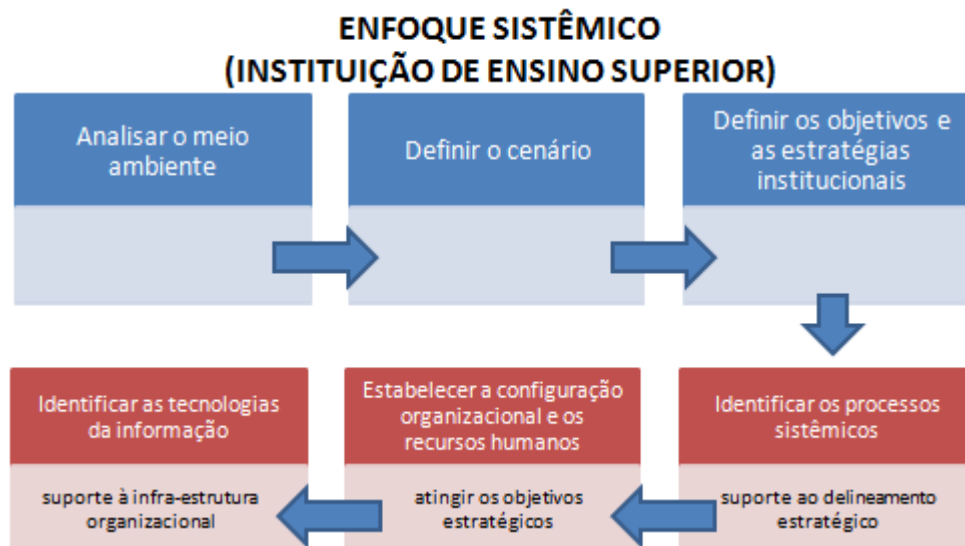 ENFOQUE SISTÊMICO
(INSTITUIÇÃO DE ENSINO SUPERIOR)
Analisar o meio
ambiente
Definir o cenário
Definir os objetivos e
as estratégias
institucionais
Identificar as tecnologias
da informação
suporte à infra-estrutura
organizacional
Estabelecer a configuração
organizacional e os
recursos humanos
atingir os objetivos
estratégicos
Identificar os processos
sistêmicos
suporte ao delineamento
estratégico